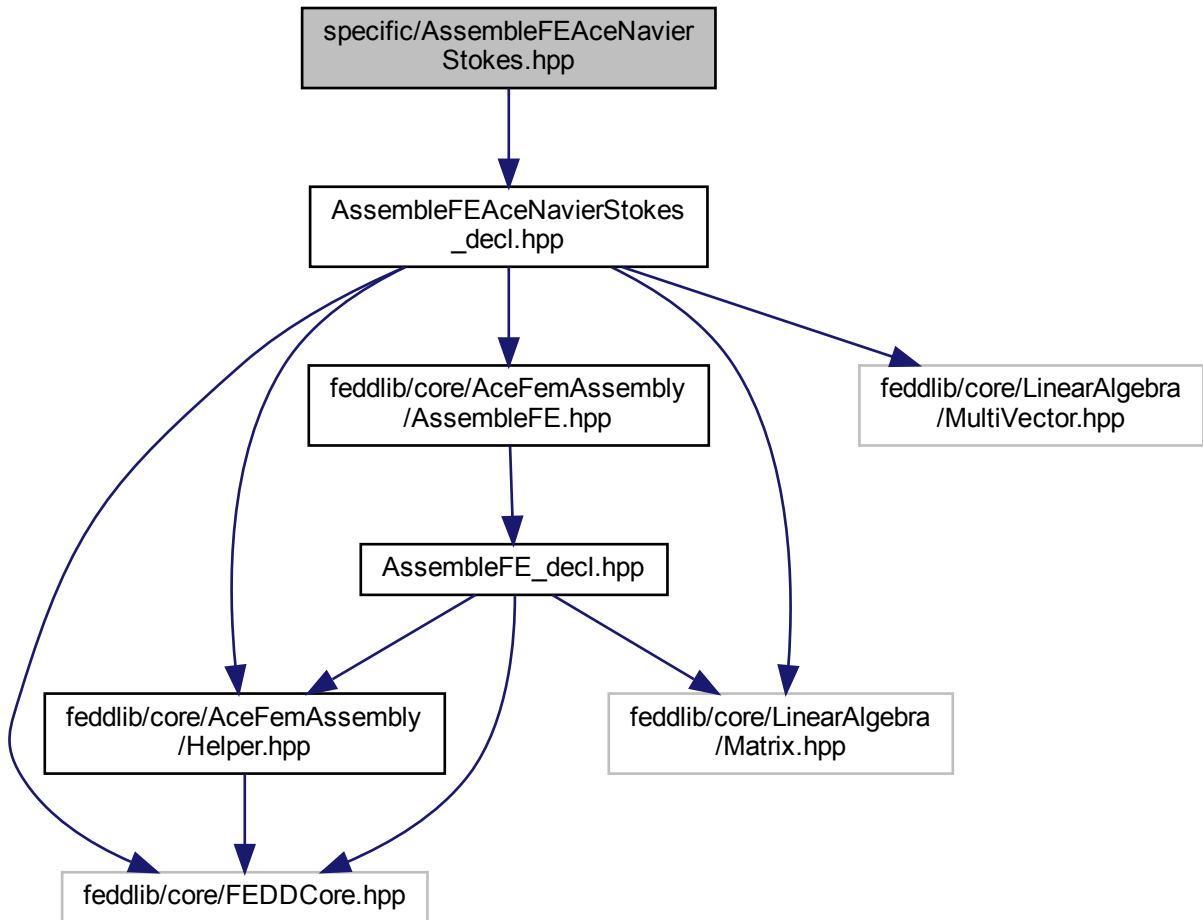 specific/AssembleFEAceNavier
Stokes.hpp
AssembleFEAceNavierStokes
_decl.hpp
feddlib/core/AceFemAssembly
/AssembleFE.hpp
feddlib/core/LinearAlgebra
/MultiVector.hpp
AssembleFE_decl.hpp
feddlib/core/AceFemAssembly
/Helper.hpp
feddlib/core/LinearAlgebra
/Matrix.hpp
feddlib/core/FEDDCore.hpp